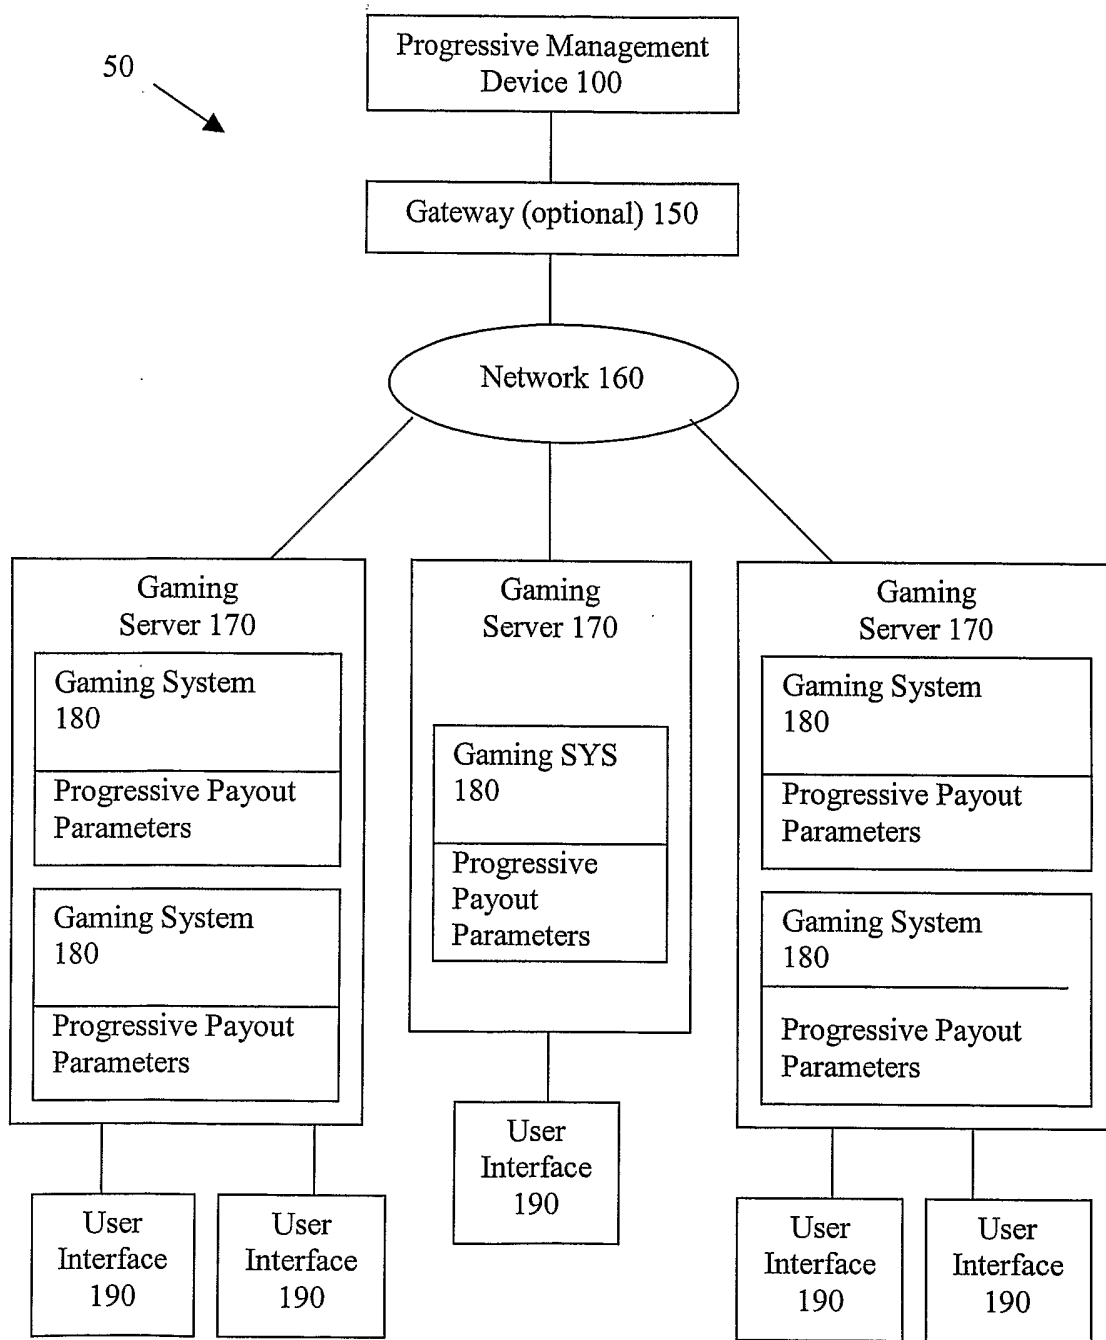 50
Progressive Management
Device 100
Gateway (optional) 150
Network 160
Gaming
Server 170
Gaming System
180
Progressive Payout
Parameters
Gaming System
180
Progressive Payout
Parameters
User
Interface
190
User
Interface
190
Gaming
Server 170
Gaming SYS
180
Progressive
Payout
Parameters
User
Interface
190
Gaming
Server 170
Gaming System
180
Progressive Payout
Parameters
Gaming System
180
Progressive Payout
Parameters
User
Interface
190
User
Interface
190